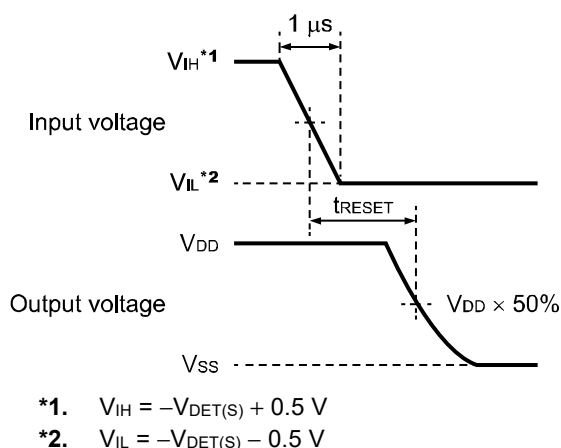 1 μs
VIH*1
Input voltage
VIL*2
tRESET
VDD
Output voltage
VDD × 50%
VSS
*1. VIH = −VDET(S) + 0.5 V
*2. VIL = −VDET(S) − 0.5 V